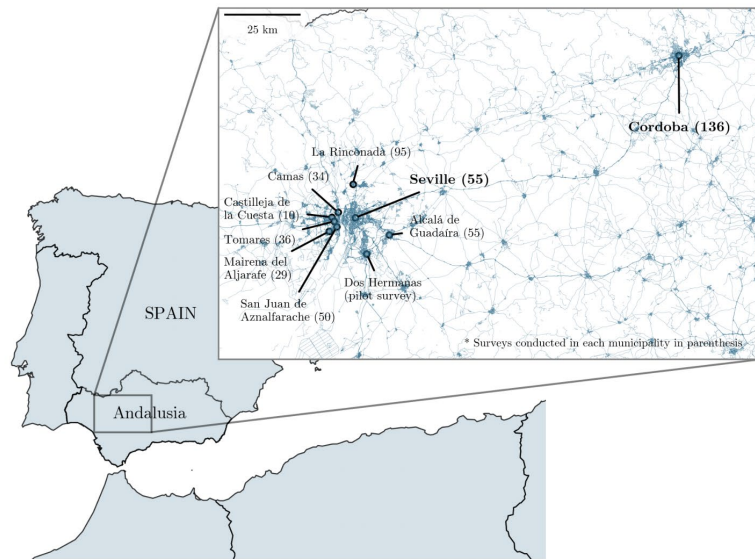 25 km
Cordoba (136)
La Rinconada (95)
Camas (34)
Seville (55)
Castilleja de
la Cuesta (10)
Alcalá de
Guadaíra (55)
Tomares (36)
Mairena del
Aljarafe (29)
Dos Hermanas
(pilot survey)
San Juan de
Aznalfarache (50)
SPAIN
* Surveys conducted in each municipality in parenthesis
Andalusia